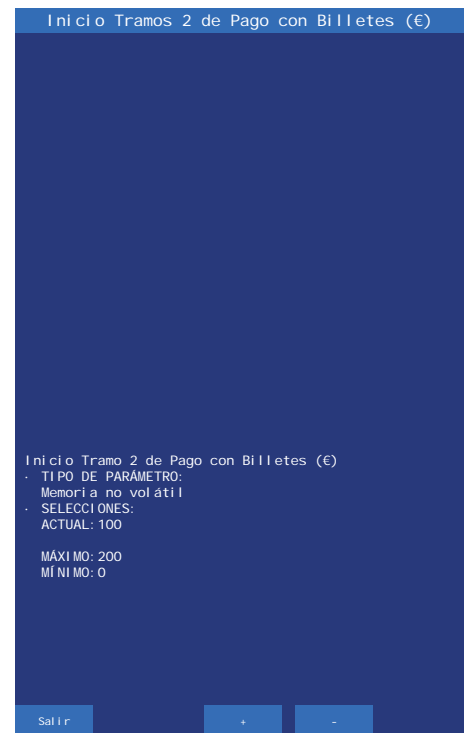 Inicio Tramos 2 de Pago con Billetes (€)
Inicio Tramo 2 de Pago con Billetes (€)
· TIPO DE PARÁMETRO:
Memoria no volátil
· SELECCIONES:
ACTUAL: 100
MÁXIMO: 200
MÍNIMO: 0
Salir + -